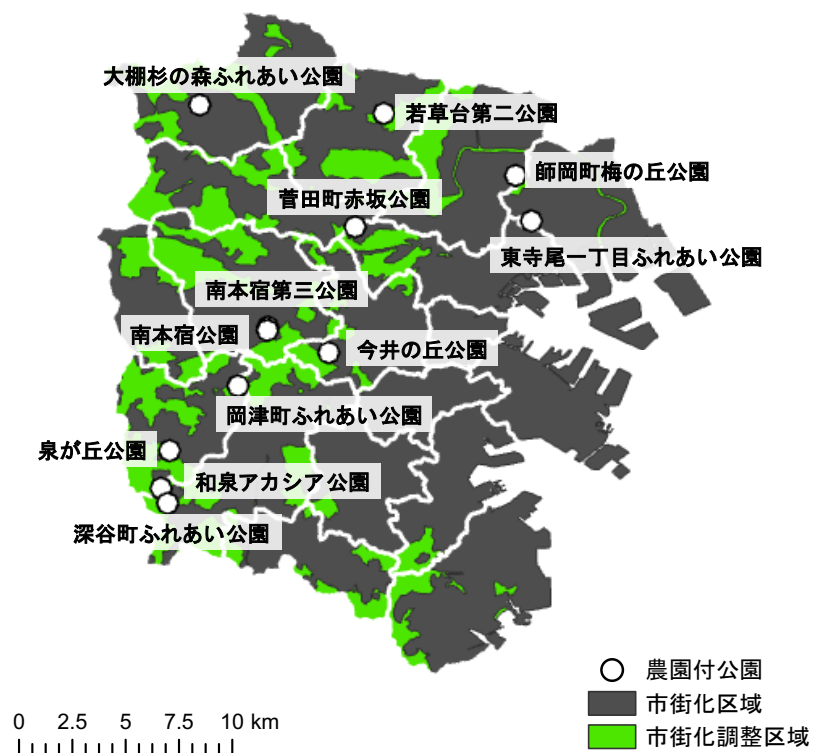 大棚杉の森ふれあい公園
若草台第二公園
師岡町梅の丘公園
菅田町赤坂公園
東寺尾一丁目ふれあい公園
南本宿第三公園
南本宿公園
今井の丘公園
岡津町ふれあい公園
泉が丘公園
和泉アカシア公園
深谷町ふれあい公園
農園付公園
市街化区域
市街化調整区域
0 2.5 5 7.5 10 km